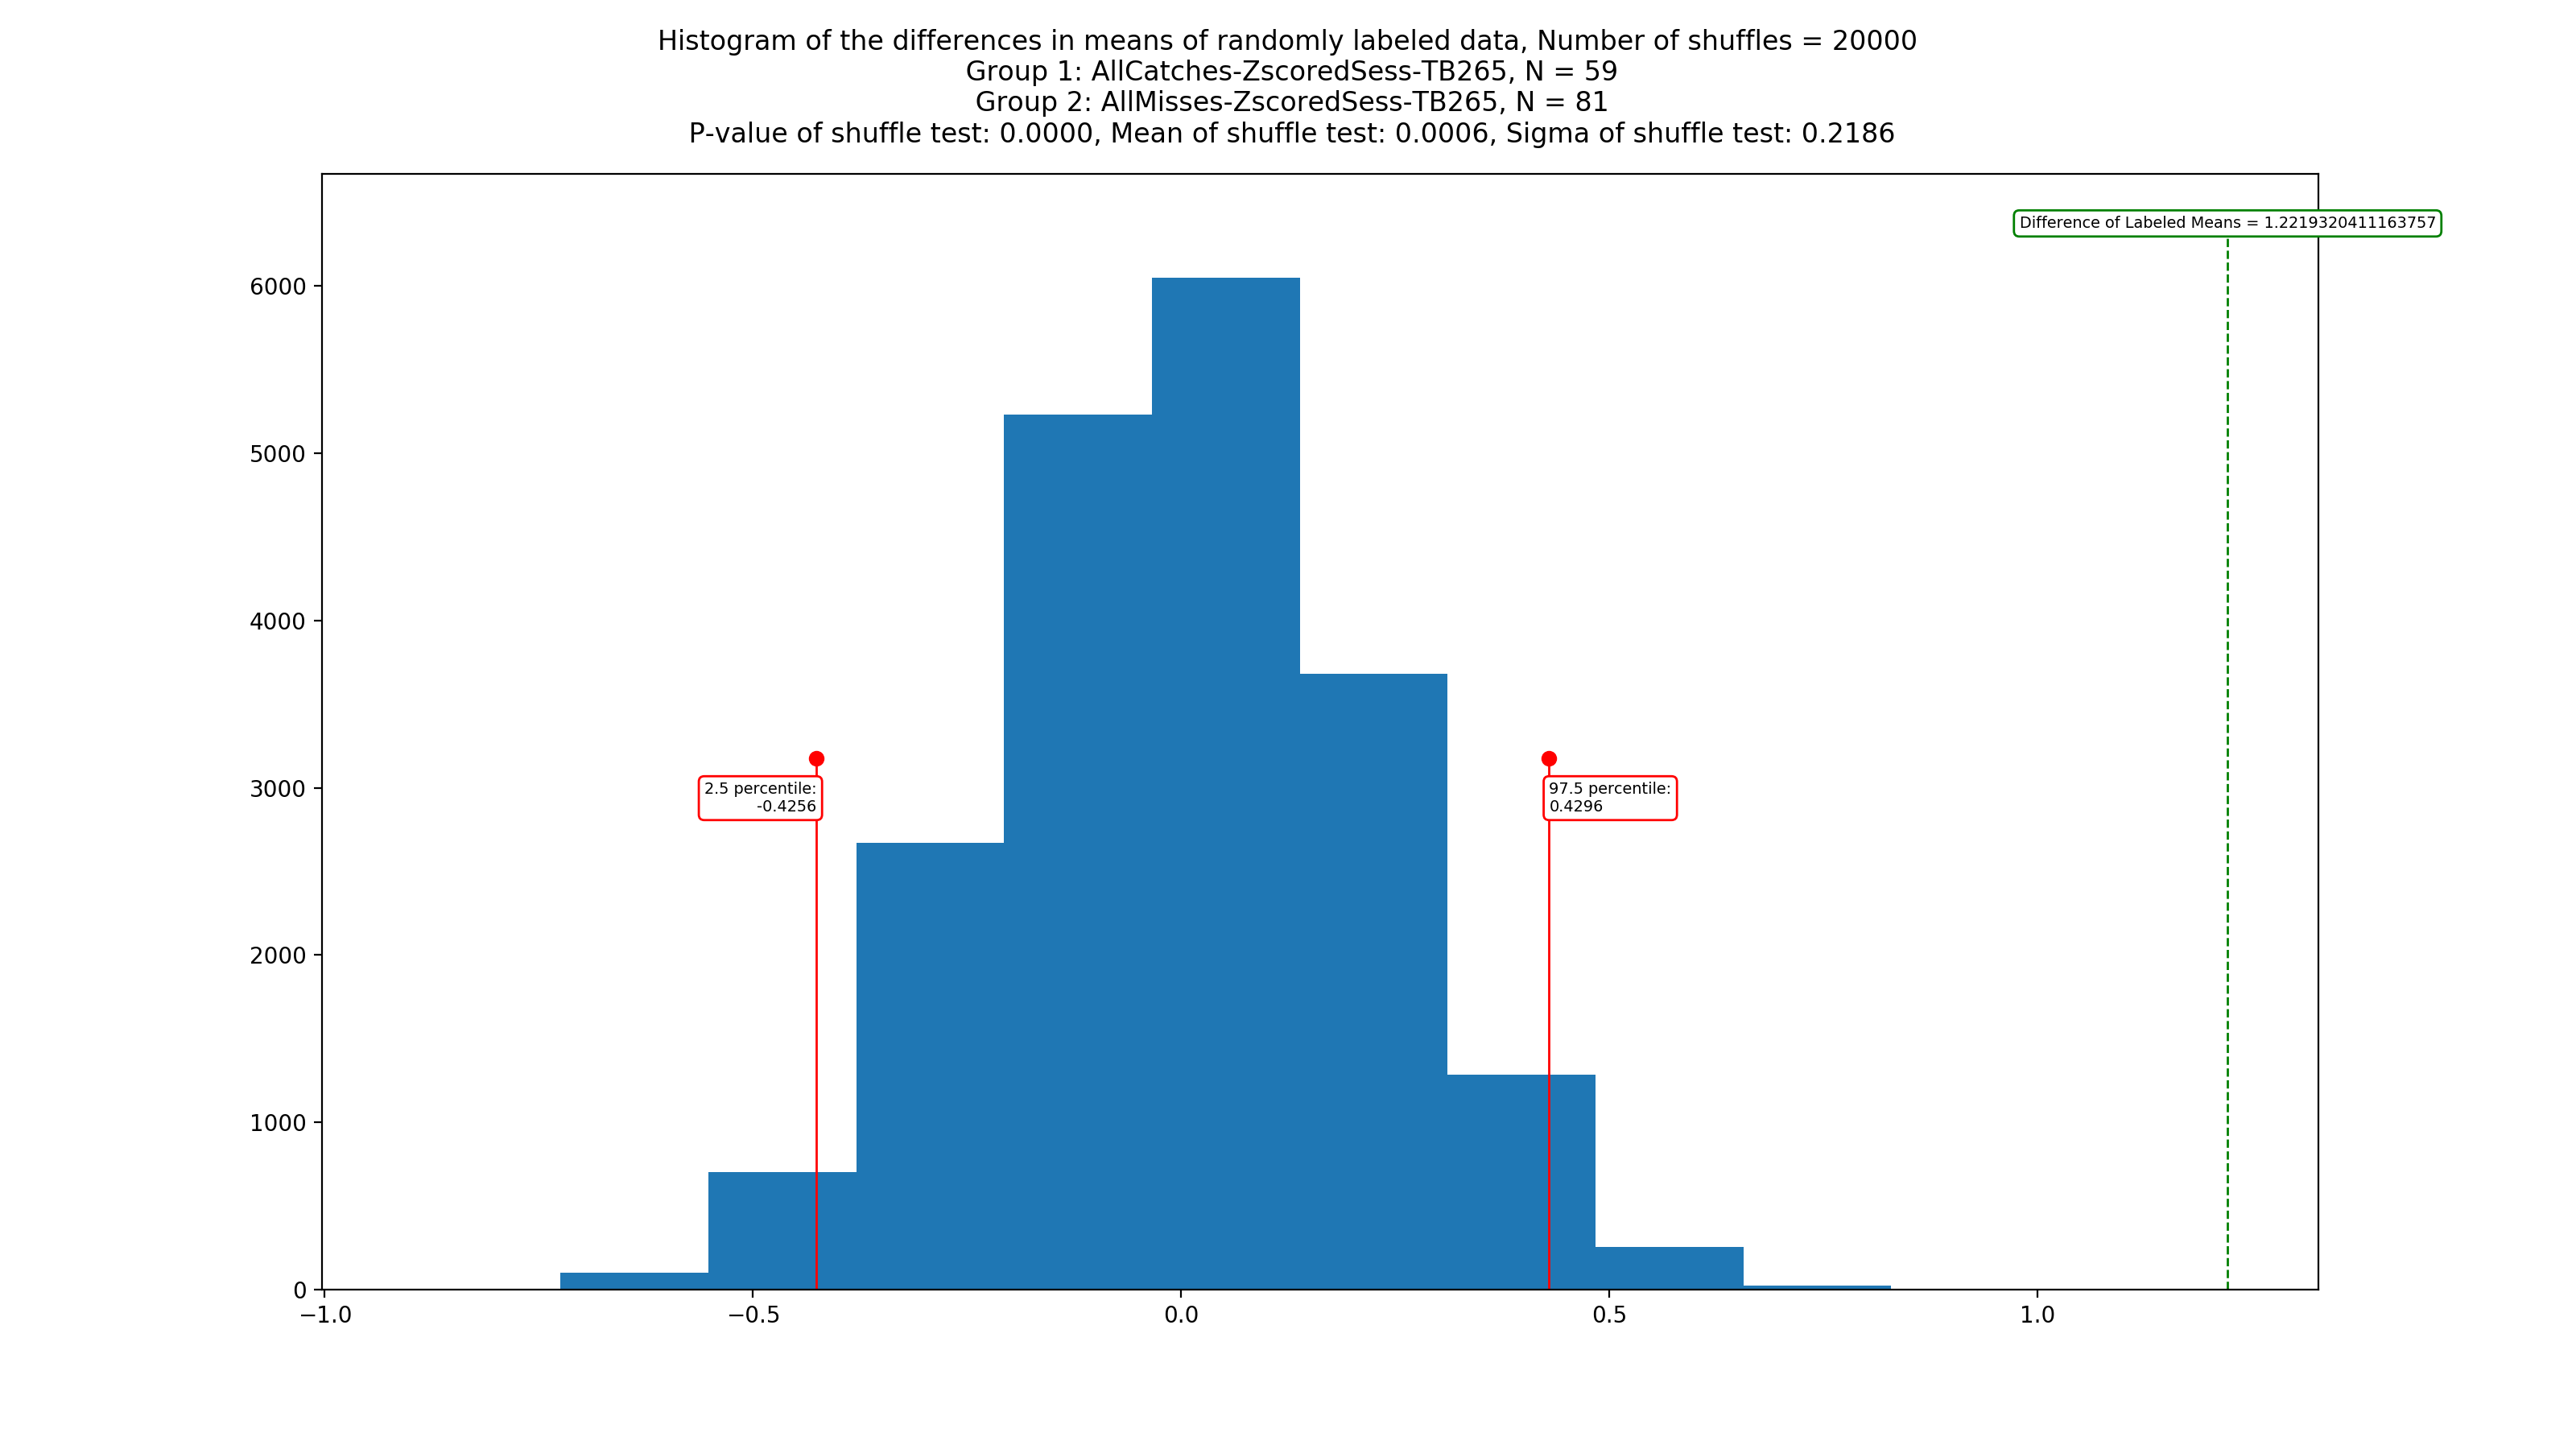 Histogram of the differences in means of randomly labeled data, Number of shuffles = 20000
Group 1: AllCatches-ZscoredSess-TB265, N = 59
Group 2: AllMisses-ZscoredSess-TB265, N = 81
P-value of shuffle test: 0.0000, Mean of shuffle test: 0.0006, Sigma of shuffle test: 0.2186
Difference of Labeled Means = 1.2219320411163757
6000
5000
4000
3000
2000
1000
0
2.5 percentile:
-0.4256
97.5 percentile:
0.4296
−1.0
−0.5
0.0
0.5
1.0